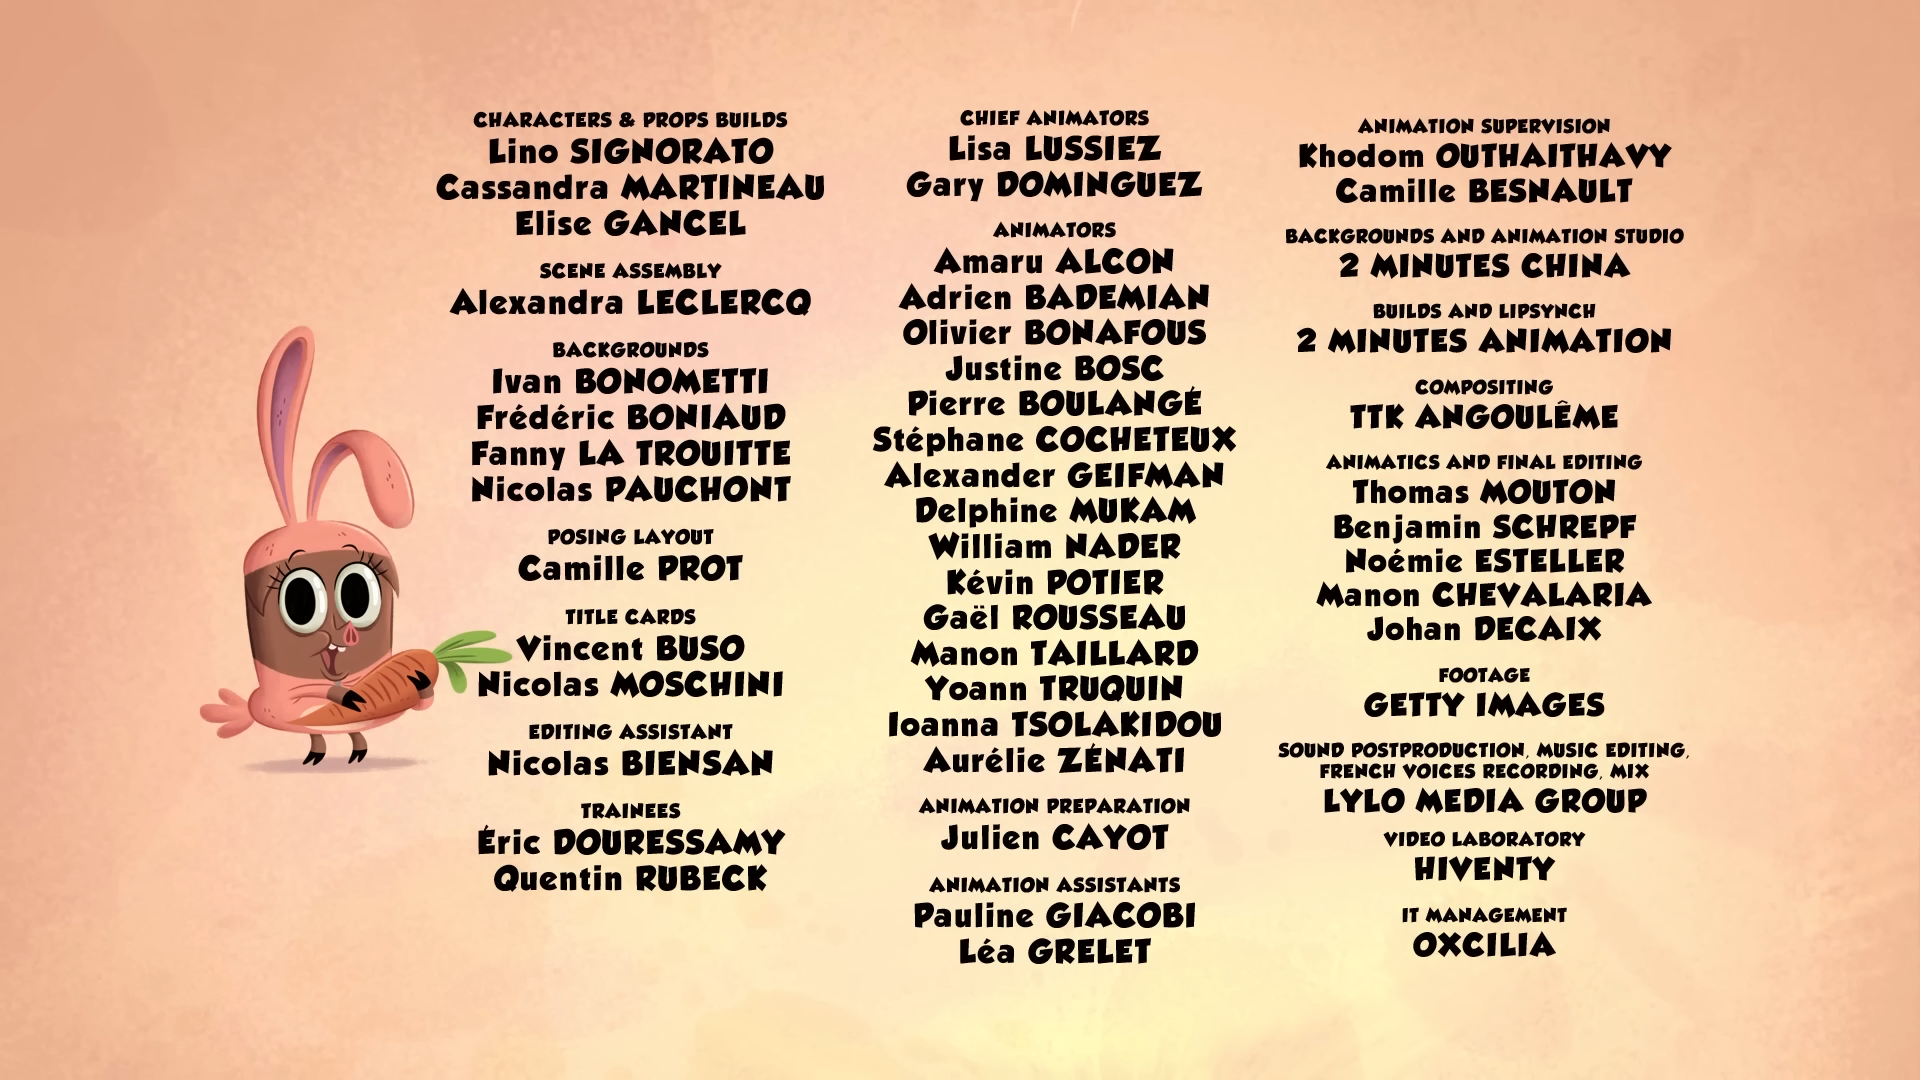 CHARACTERS & PROPS BUILDS
Lino SIGNORATO
Cassandra MARTINEAU
Elise GANCEL
SCENE ASSEMBLY
Alexandra LECLERCQ
BACKGROUNDS
Ivan BONOMETTI
Frédéric BONIAUD
Fanny LA TROUITTE
Nicolas PAUCHONT
POSING LAYOUT
Camille PROT
TITLE CARDS
Vincent BUSO
Nicolas MOSCHINI
EDITING ASSISTANT
Nicolas BIENSAN
TRAINEES
Éric DOURESSAMY
Quentin RUBECK
CHIEF ANIMATORS
Lisa LUSSIEZ
Gary DOMINGUEZ
ANIMATORS
Amaru ALCON
Adrien BADEMIAN
Olivier BONAFOUS
Justine BOSC
Pierre BOULANGÉ
Stéphane COCHETEUX
Alexander GEIFMAN
Delphine MUKAM
William NADER
Kévin POTIER
Gaël ROUSSEAU
Manon TAILLARD
Yoann TRUQUIN
Ioanna TSOLAKIDOU
Aurélie ZÉNATI
ANIMATION PREPARATION
Julien CAYOT
ANIMATION ASSISTANTS
Pauline GIACOBI
Léa GRELET
ANIMATION SUPERVISION
Khodom OUTHAITHAVY
Camille BESNAULT
BACKGROUNDS AND ANIMATION STUDIO
2 MINUTES CHINA
BUILDS AND LIPSYNCH
2 MINUTES ANIMATION
COMPOSITING
TTK ANGOULÊME
ANIMATICS AND FINAL EDITING
Thomas MOUTON
Benjamin SCHREPF
Noémie ESTELLER
Manon CHEVALARIA
Johan DECAIX
FOOTAGE
GETTY IMAGES
SOUND POSTPRODUCTION, MUSIC EDITING,
FRENCH VOICES RECORDING, MIX
LYLO MEDIA GROUP
VIDEO LABORATORY
HIVENTY
IT MANAGEMENT
OXCILIA